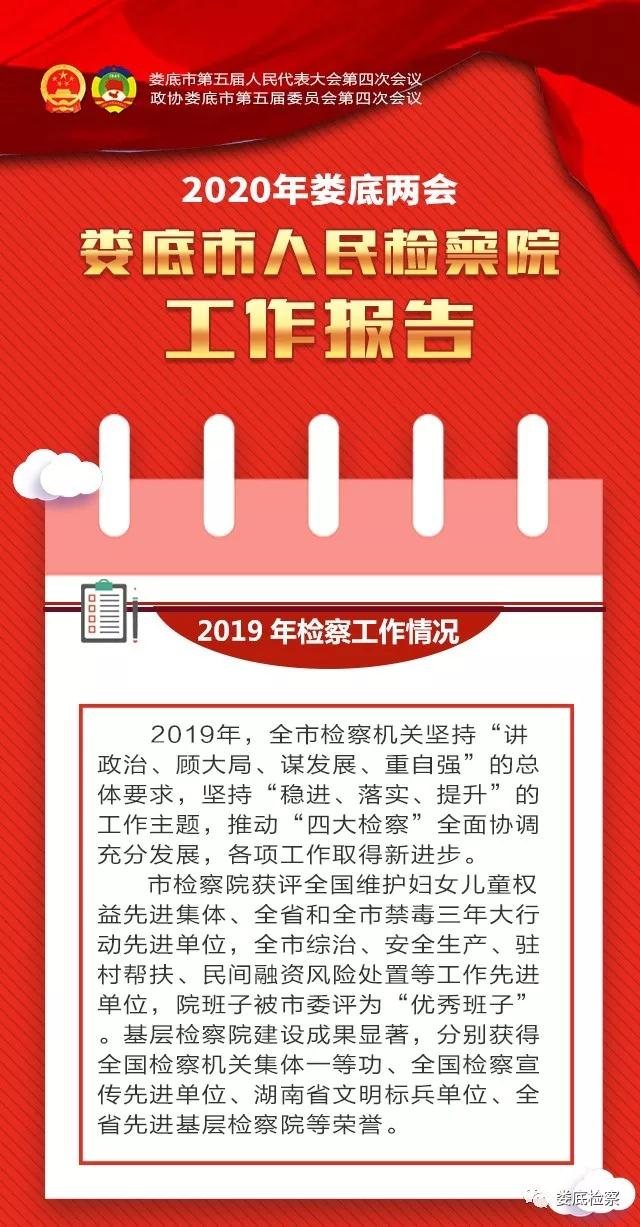 娄底市第五届人民代表大会第四次会议
政协娄底市第五届委员会第四次会议
2020年娄底两会
娄底市人民检察院
工作报告
2019年检察工作情况
2019年，全市检察机关坚持“讲
政治、顾大局、谋发展、重自强”的总
体要求，坚持“稳进、落实、提升”的
工作主题，推动“四大检察”全面协调
充分发展，各项工作取得新进步。
市检察院获评全国维护妇女儿童权
益先进集体、全省和全市禁毒三年大行
动先进单位，全市综治、安全生产、驻
村帮扶、民间融资风险处置等工作先进
单位，院班子被市委评为“优秀班子”
。基层检察院建设成果显著，分别获得
全国检察机关集体一等功、全国检察宣
传先进单位、湖南省文明标兵单位、全
省先进基层检察院等荣誉。
娄底检察